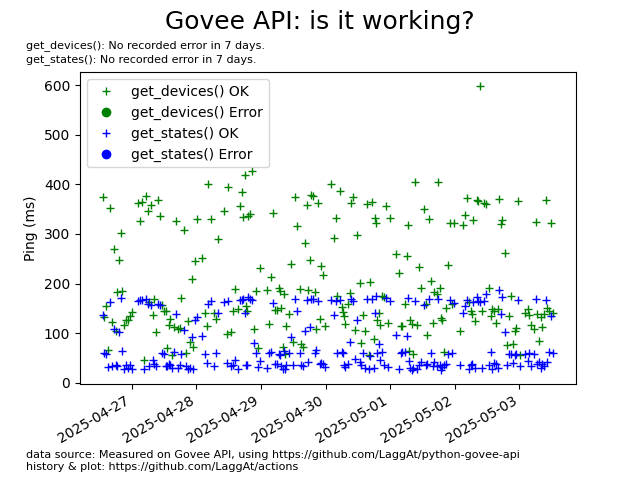 Govee API: is it working?
get_devices(): No recorded error in 7 days.
get_states(): No recorded error in 7 days.
get_devices() OK
get_devices() Error
get_states() OK
get_states() Error
Ping (ms)
600
500
400
300
200
100
0
2025-04-27
2025-04-28
2025-04-29
2025-04-30
2025-05-01
2025-05-02
2025-05-03
data source: Measured on Govee API, using https://github.com/LaggAt/python-govee-api
history & plot: https://github.com/LaggAt/actions